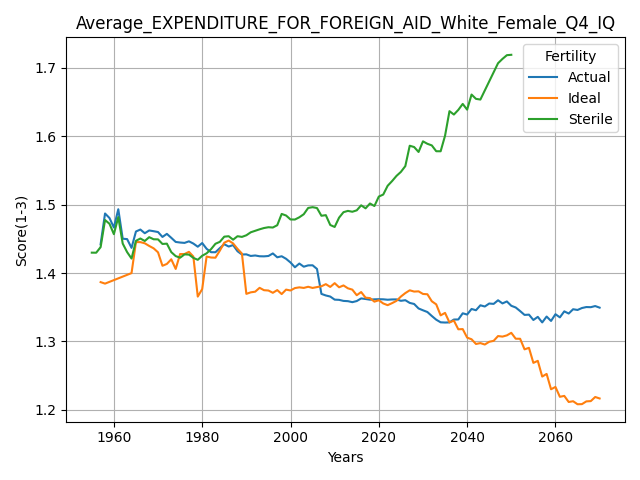 Average_EXPENDITURE_FOR_FOREIGN_AID_White_Female_Q4_IQ
Fertility
Actual
Ideal
Sterile
Score(1-3)
1.7
1.6
1.5
1.4
1.3
1.2
1960 1980 2000 2020 2040 2060
Years